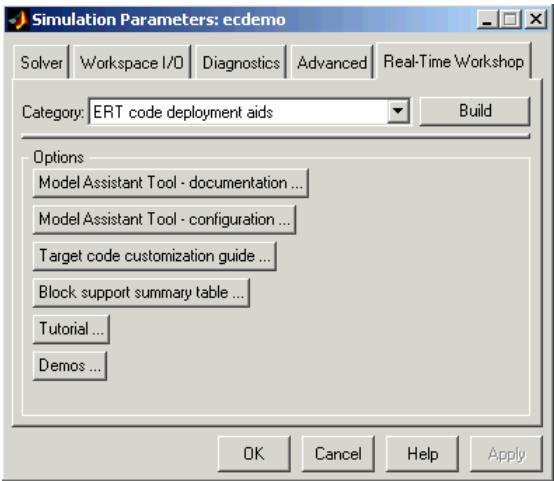 Simulation Parameters: ecdemo
Solver Workspace I/O Diagnostics Advanced Real-Time Workshop
Category: ERT code deployment aids Build
Options
Model Assistant Tool - documentation ...
Model Assistant Tool - configuration ...
Target code customization guide ...
Block support summary table ...
Tutorial ...
Demos ...
OK Cancel Help Apply